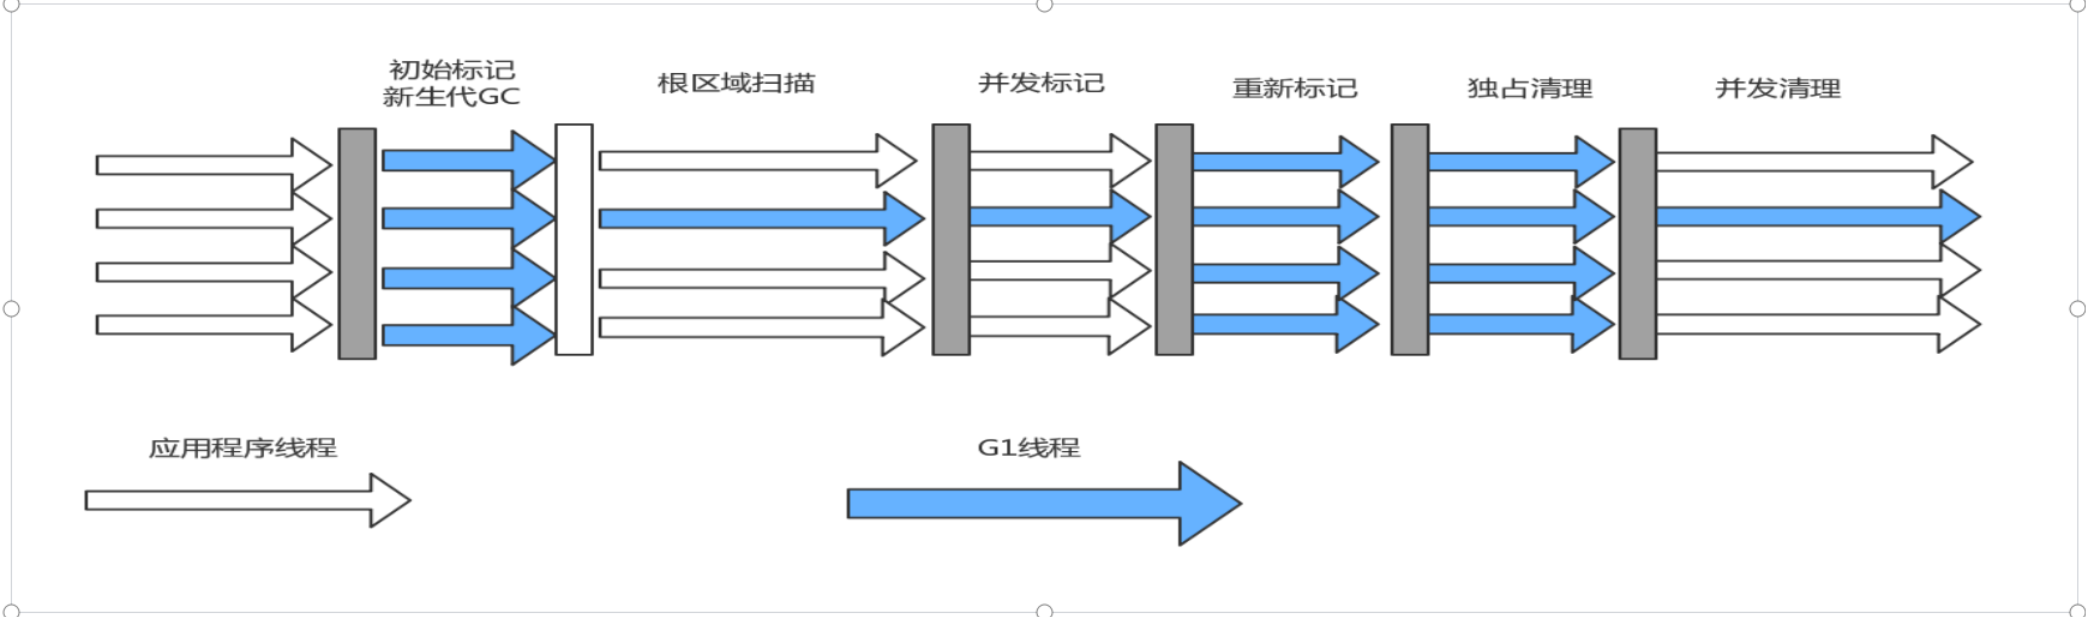 初始标记
新生代GC
根区域扫描
并发标记
重新标记
独占清理
并发清理
应用程序线程
G1线程